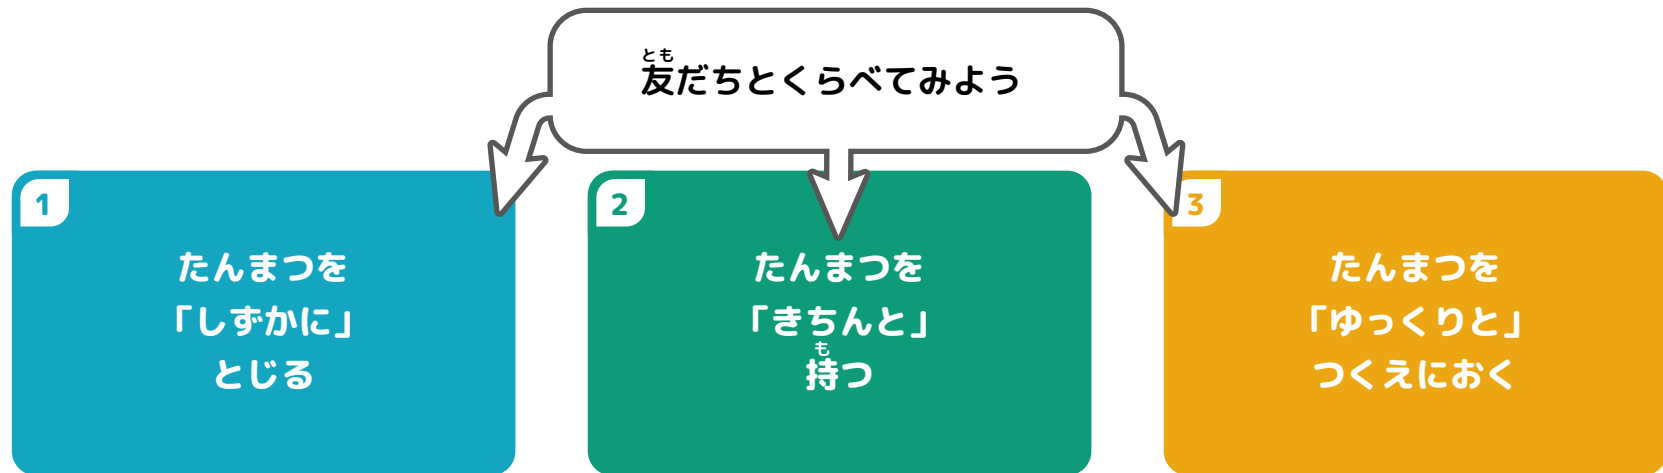 友だちとくらべてみよう
とも
1
たんまつを
「しずかに」
とじる
2
たんまつを
「きちんと」
持つ
も
3
たんまつを
「ゆっくりと」
つくえにおく